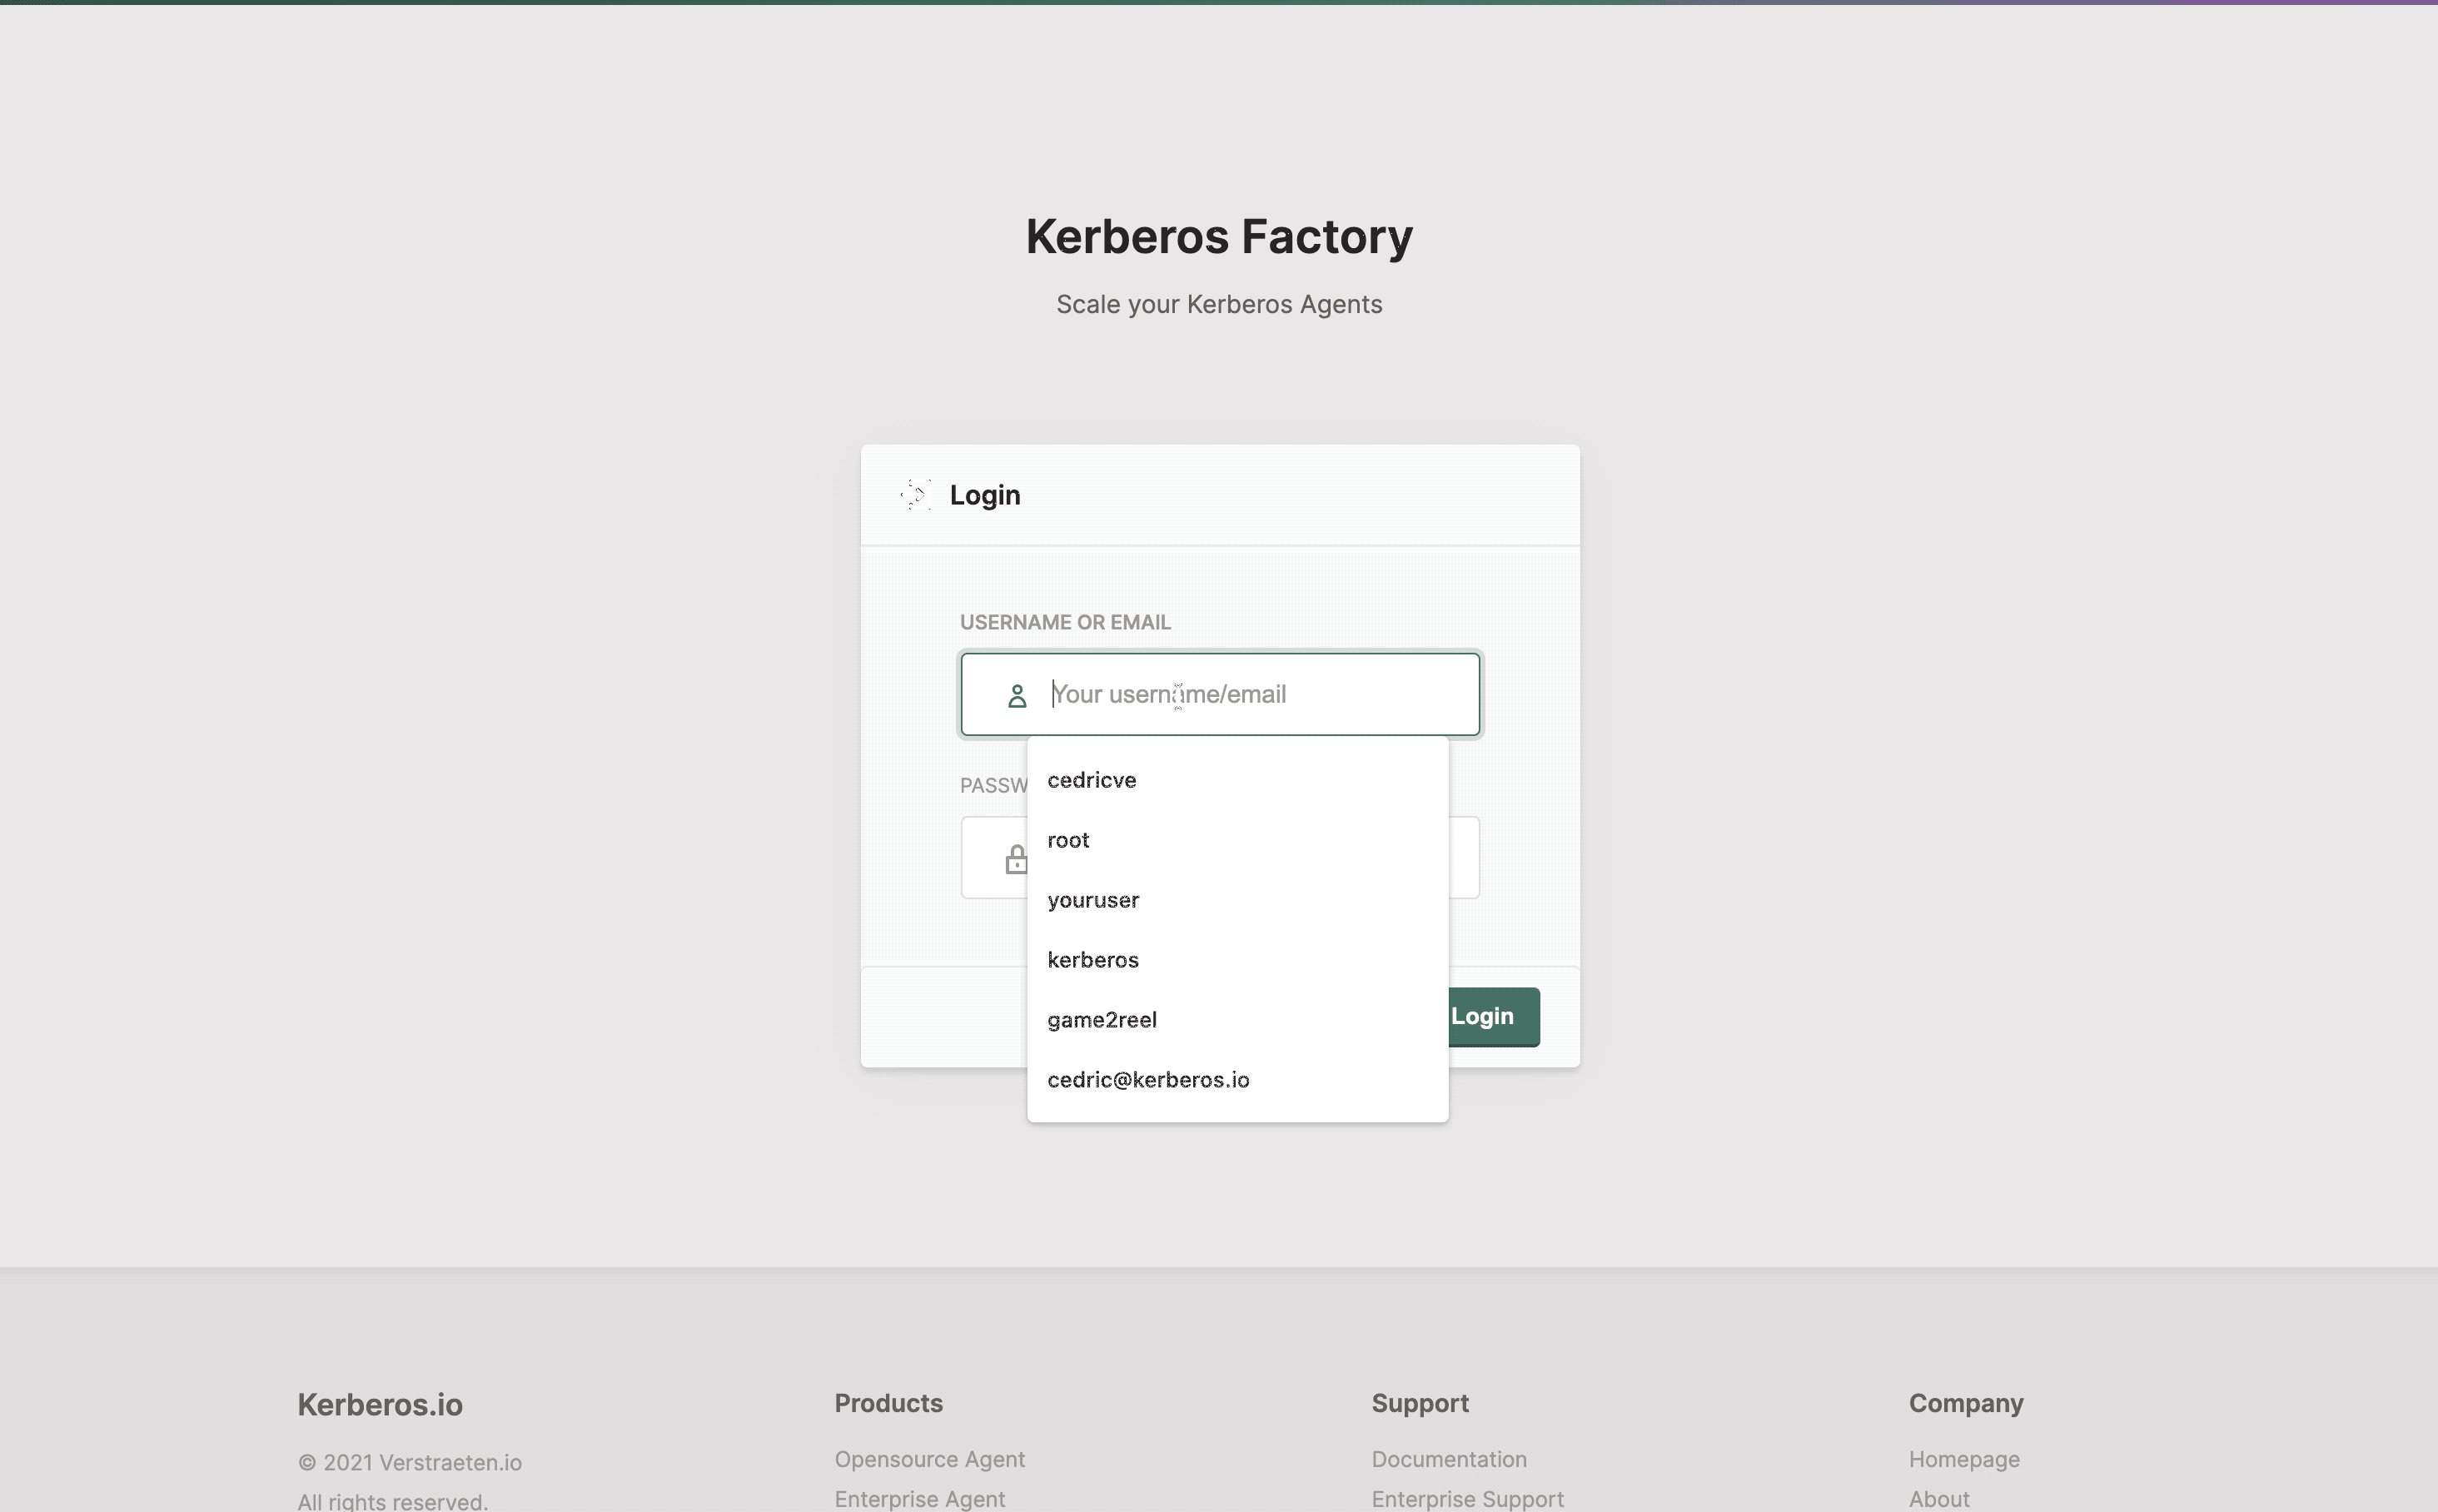 Kerberos Factory
Scale your Kerberos Agents
Login
USERNAME OR EMAIL
Your username/email
PASSW
cedricve
root
youruser
kerberos
game2reel
cedric@kerberos.io
Login
Kerberos.io
© 2021 Verstraeten.io
All rights reserved.
Products
Opensource Agent
Enterprise Agent
Support
Documentation
Enterprise Support
Company
Homepage
About